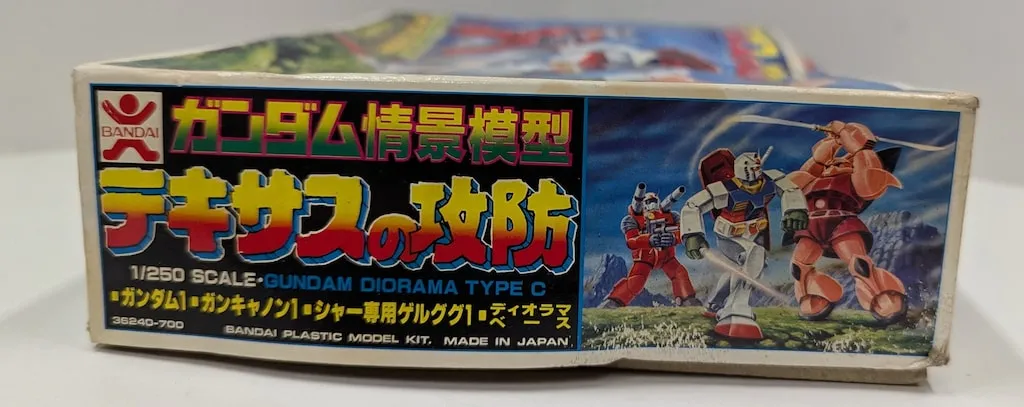 BANDAI
ガンダム情景模型
テキサスの攻防
1/250 SCALE・GUNDAM DIORAMA TYPE C
■ガンダム1■ガンキャノン1■シャー専用ゲルググ1■ディオラマベース
36240-700
BANDAI PLASTIC MODEL KIT. MADE IN JAPAN